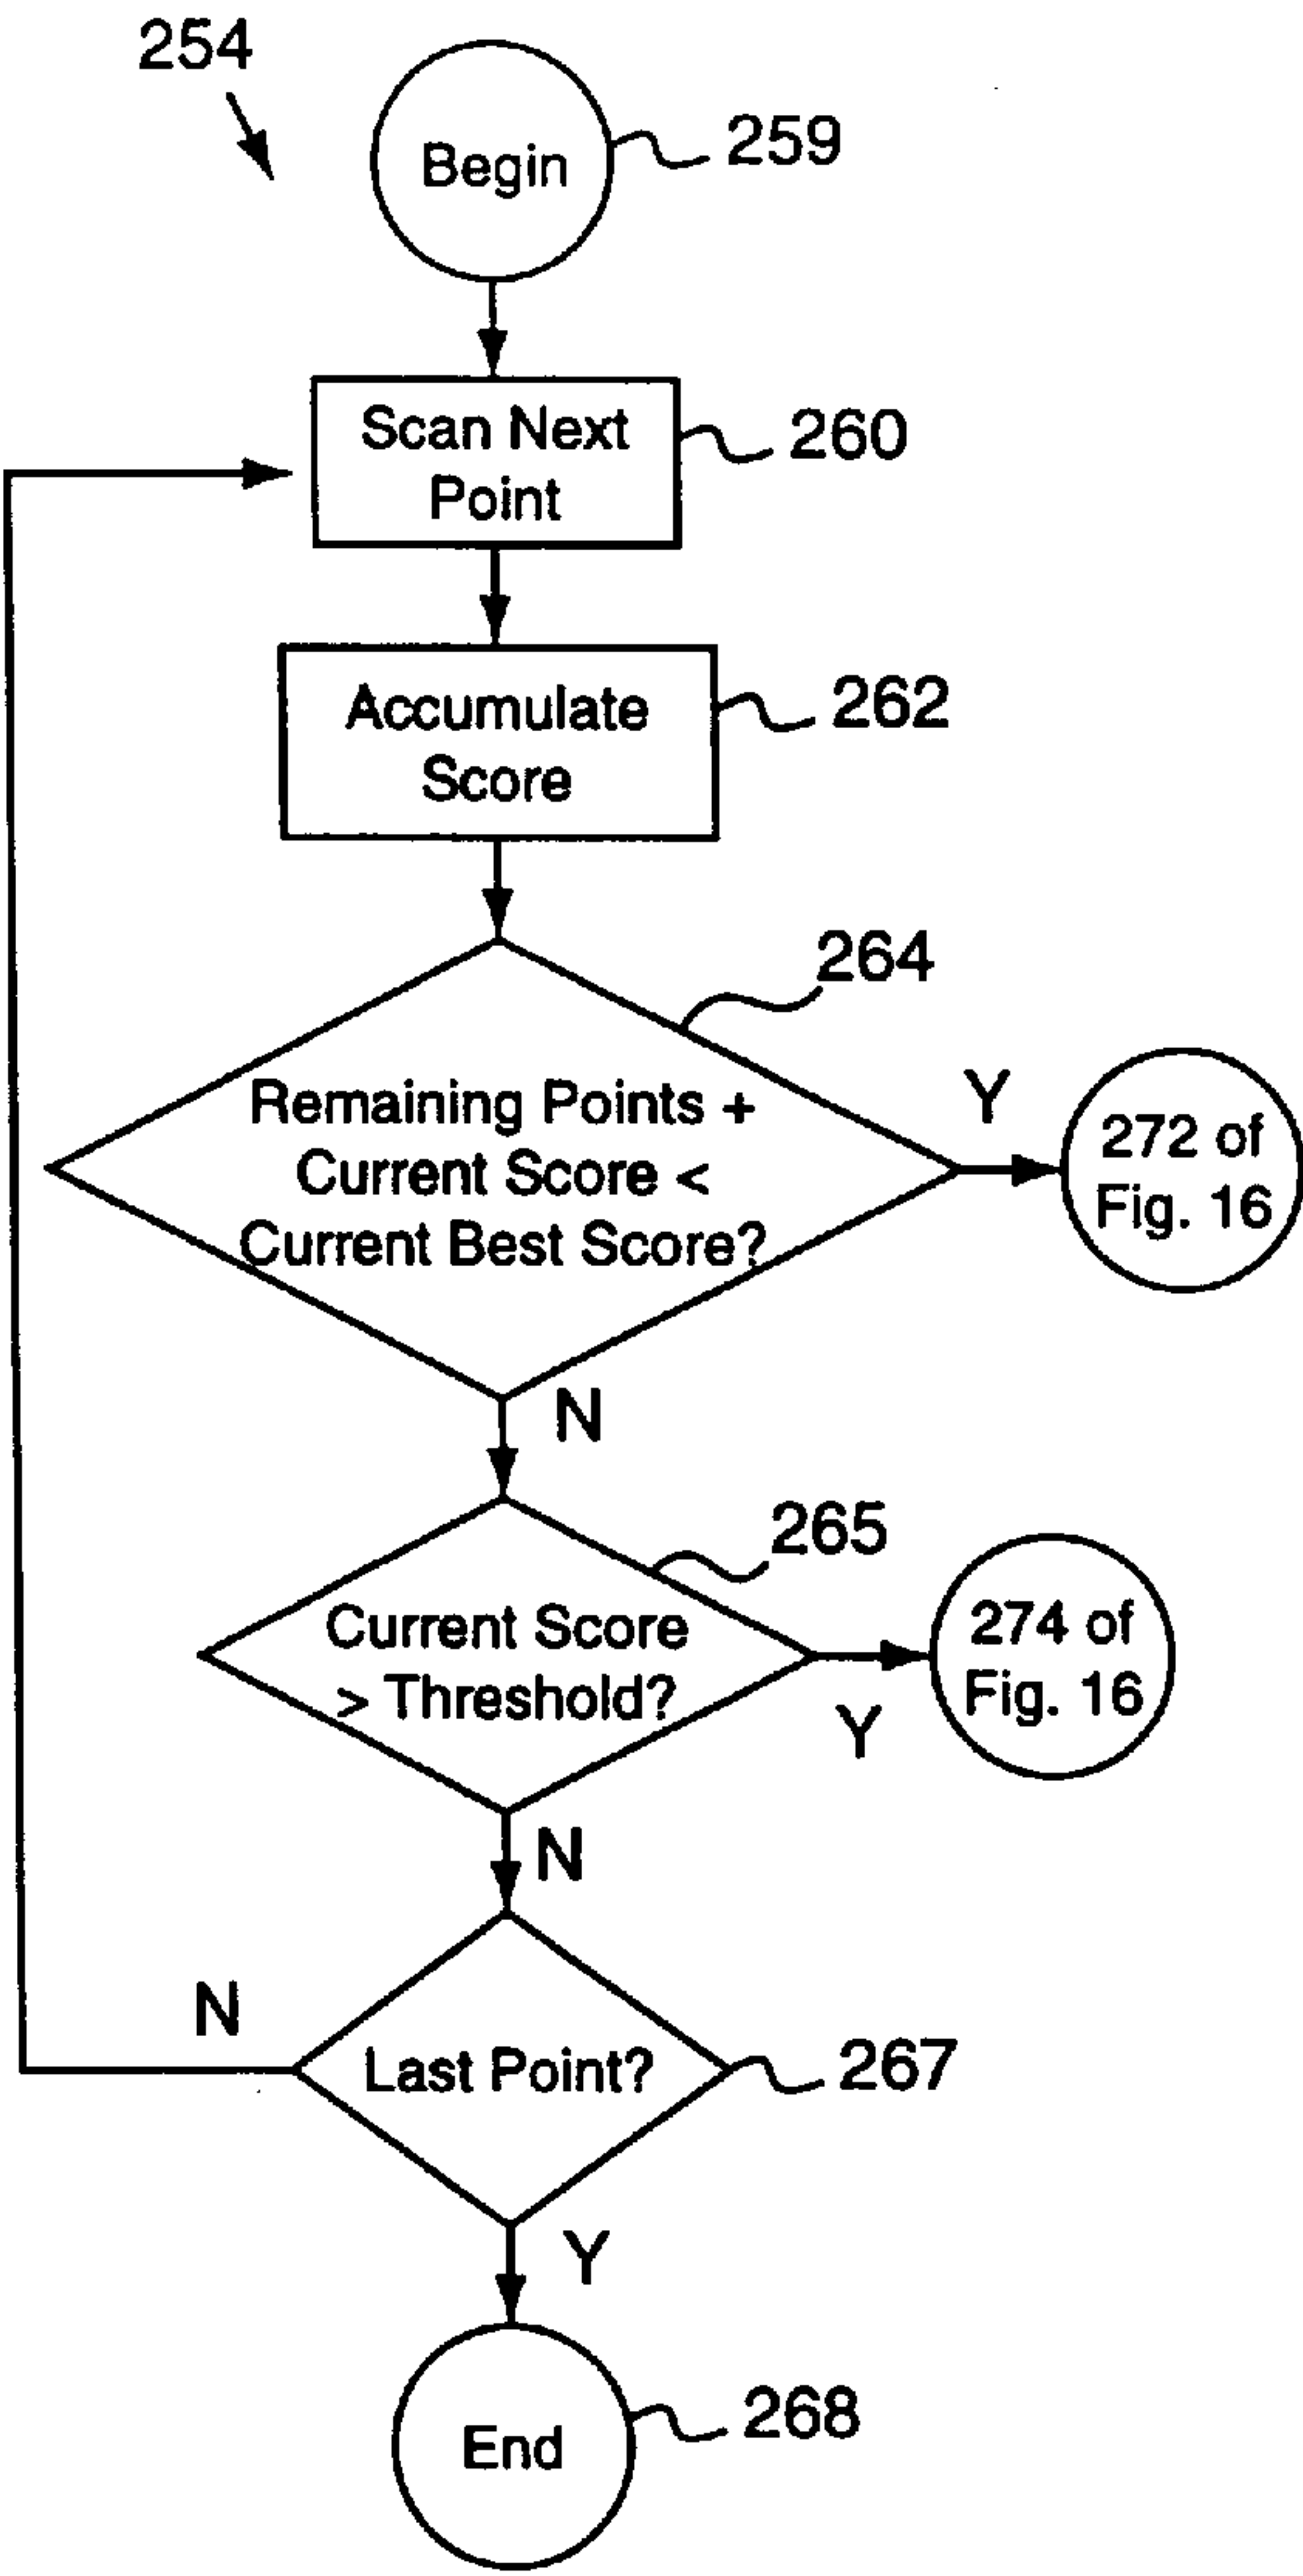 254
Begin
259
Scan Next
Point
260
Accumulate
Score
262
264
Remaining Points +
Current Score <
Current Best Score?
Y
272 of
Fig. 16
N
265
Current Score
> Threshold?
Y
274 of
Fig. 16
N
N
Last Point?
267
Y
End
268